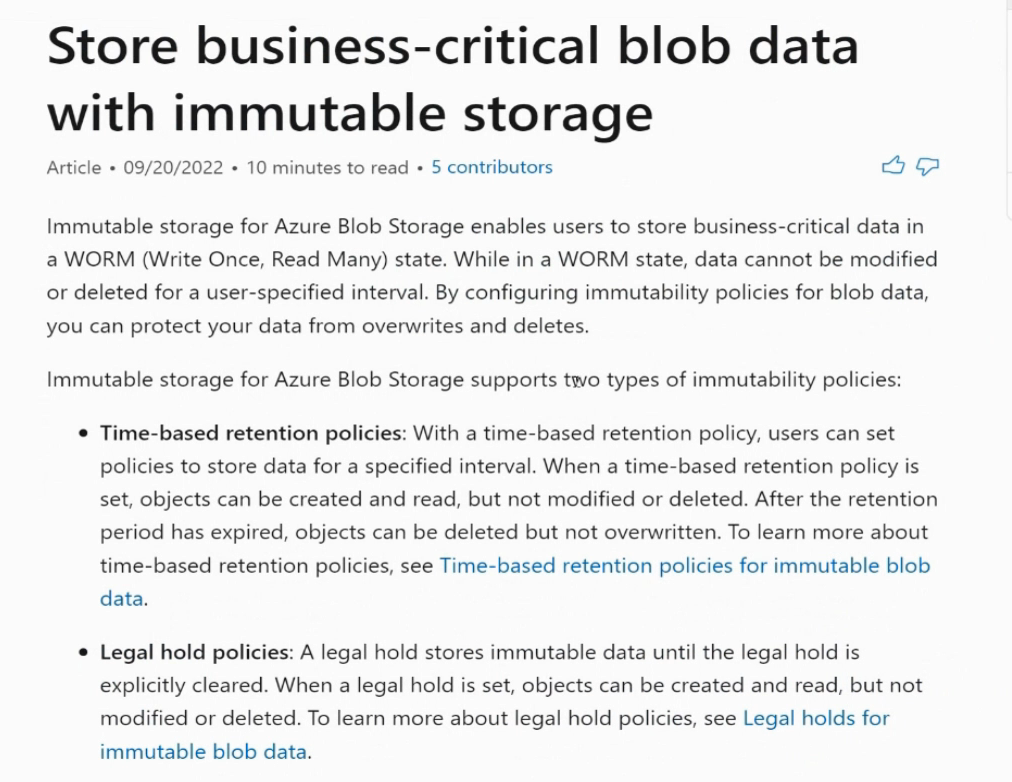 Store business-critical blob data
with immutable storage
Article • 09/20/2022 • 10 minutes to read • 5 contributors
Immutable storage for Azure Blob Storage enables users to store business-critical data in
a WORM (Write Once, Read Many) state. While in a WORM state, data cannot be modified
or deleted for a user-specified interval. By configuring immutability policies for blob data,
you can protect your data from overwrites and deletes.
Immutable storage for Azure Blob Storage supports two types of immutability policies:
• Time-based retention policies: With a time-based retention policy, users can set
policies to store data for a specified interval. When a time-based retention policy is
set, objects can be created and read, but not modified or deleted. After the retention
period has expired, objects can be deleted but not overwritten. To learn more about
time-based retention policies, see Time-based retention policies for immutable blob
data.
• Legal hold policies: A legal hold stores immutable data until the legal hold is
explicitly cleared. When a legal hold is set, objects can be created and read, but not
modified or deleted. To learn more about legal hold policies, see Legal holds for
immutable blob data.